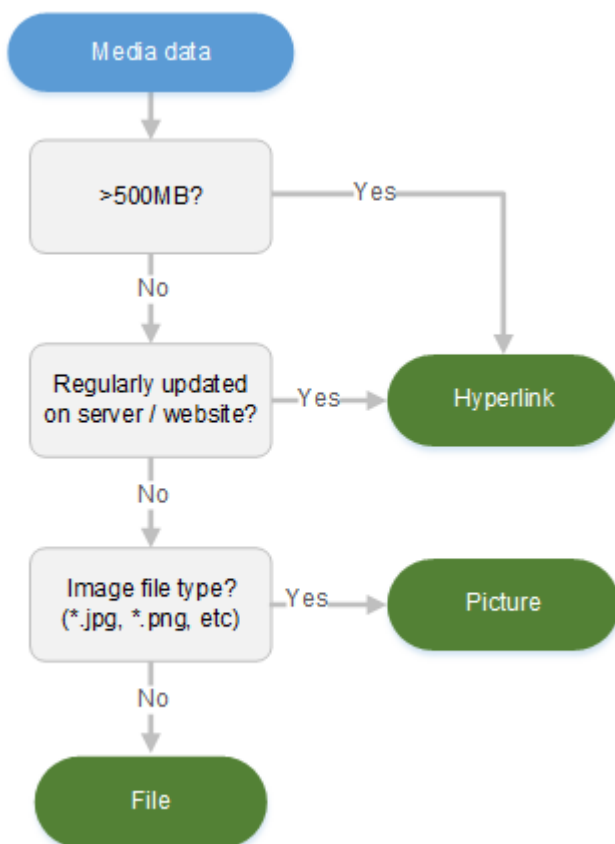 Media data
>500MB?
Yes
No
Regularly updated
on server / website?
Yes
Hyperlink
No
Image file type?
(*.jpg, *.png, etc)
Yes
Picture
No
File